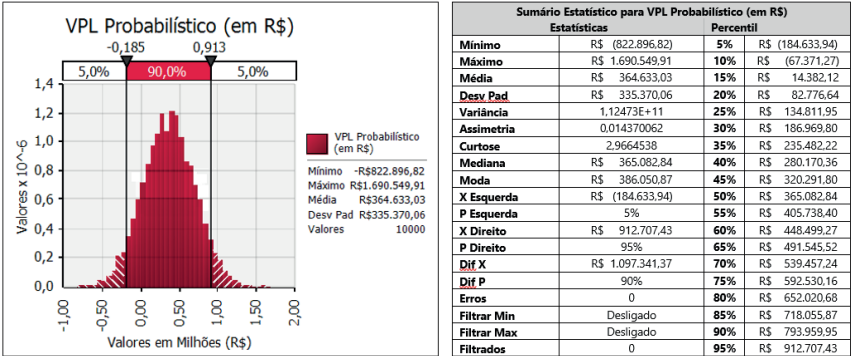 VPL Probabilístico (em R$)
-0,185 0,913
5,0% 90,0% 5,0%
1,4
1,2
1,0
0,8
0,6
0,4
0,2
0,0
Valores x 10^-6
-1,00 -0,50 0,00 0,50 1,00 1,50 2,00
Valores em Milhões (R$)
VPL Probabilístico
(em R$)
Mínimo -R$822.896,82
Máximo R$1.690.549,91
Média R$364.633,03
Desv Pad R$335.370,06
Valores 10000
Sumário Estatístico para VPL Probabilístico (em R$)
Estatísticas Percentil
Mínimo R$ (822.896,82) 5% R$ (184.633,94)
Máximo R$ 1.690.549,91 10% R$ (67.371,27)
Média R$ 364.633,03 15% R$ 14.382,12
Desv Pad R$ 335.370,06 20% R$ 82.776,64
Variância 1,12473E+11 25% R$ 134.811,95
Assimetria 0,014370062 30% R$ 186.969,80
Curtose 2,9664538 35% R$ 235.482,22
Mediana R$ 365.082,84 40% R$ 280.170,36
Moda R$ 386.050,87 45% R$ 320.291,80
X Esquerda R$ (184.633,94) 50% R$ 365.082,84
P Esquerda 5% 55% R$ 405.738,40
X Direito R$ 912.707,43 60% R$ 448.499,27
P Direito 95% 65% R$ 491.545,52
Dif X R$ 1.097.341,37 70% R$ 539.457,24
Dif P 90% 75% R$ 592.530,16
Erros 0 80% R$ 652.020,68
Filtrar Min Desligado 85% R$ 718.055,87
Filtrar Max Desligado 90% R$ 793.959,95
Filtrados 0 95% R$ 912.707,43